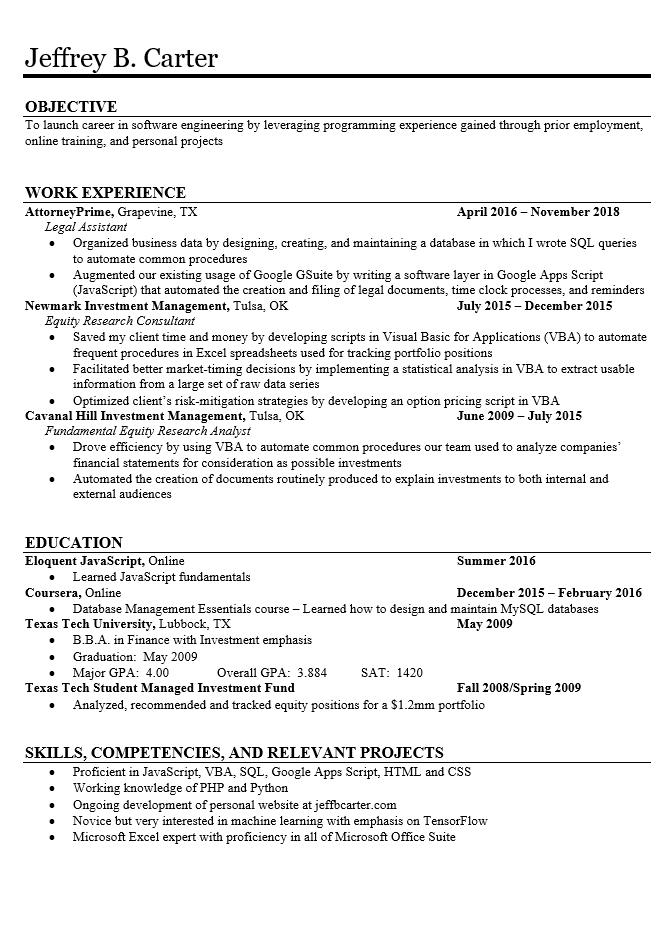 Jeffrey B. Carter
OBJECTIVE
To launch career in software engineering by leveraging programming experience gained through prior employment,
online training, and personal projects
WORK EXPERIENCE
AttorneyPrime, Grapevine, TX April 2016 – November 2018
Legal Assistant
• Organized business data by designing, creating, and maintaining a database in which I wrote SQL queries
to automate common procedures
• Augmented our existing usage of Google GSuite by writing a software layer in Google Apps Script
(JavaScript) that automated the creation and filing of legal documents, time clock processes, and reminders
Newmark Investment Management, Tulsa, OK July 2015 – December 2015
Equity Research Consultant
• Saved my client time and money by developing scripts in Visual Basic for Applications (VBA) to automate
frequent procedures in Excel spreadsheets used for tracking portfolio positions
• Facilitated better market-timing decisions by implementing a statistical analysis in VBA to extract usable
information from a large set of raw data series
• Optimized client’s risk-mitigation strategies by developing an option pricing script in VBA
Cavanal Hill Investment Management, Tulsa, OK June 2009 – July 2015
Fundamental Equity Research Analyst
• Drove efficiency by using VBA to automate common procedures our team used to analyze companies’
financial statements for consideration as possible investments
• Automated the creation of documents routinely produced to explain investments to both internal and
external audiences
EDUCATION
Eloquent JavaScript, Online Summer 2016
• Learned JavaScript fundamentals
Coursera, Online December 2015 – February 2016
• Database Management Essentials course – Learned how to design and maintain MySQL databases
Texas Tech University, Lubbock, TX May 2009
• B.B.A. in Finance with Investment emphasis
• Graduation: May 2009
• Major GPA: 4.00 Overall GPA: 3.884 SAT: 1420
Texas Tech Student Managed Investment Fund Fall 2008/Spring 2009
• Analyzed, recommended and tracked equity positions for a $1.2mm portfolio
SKILLS, COMPETENCIES, AND RELEVANT PROJECTS
• Proficient in JavaScript, VBA, SQL, Google Apps Script, HTML and CSS
• Working knowledge of PHP and Python
• Ongoing development of personal website at jeffbcarter.com
• Novice but very interested in machine learning with emphasis on TensorFlow
• Microsoft Excel expert with proficiency in all of Microsoft Office Suite